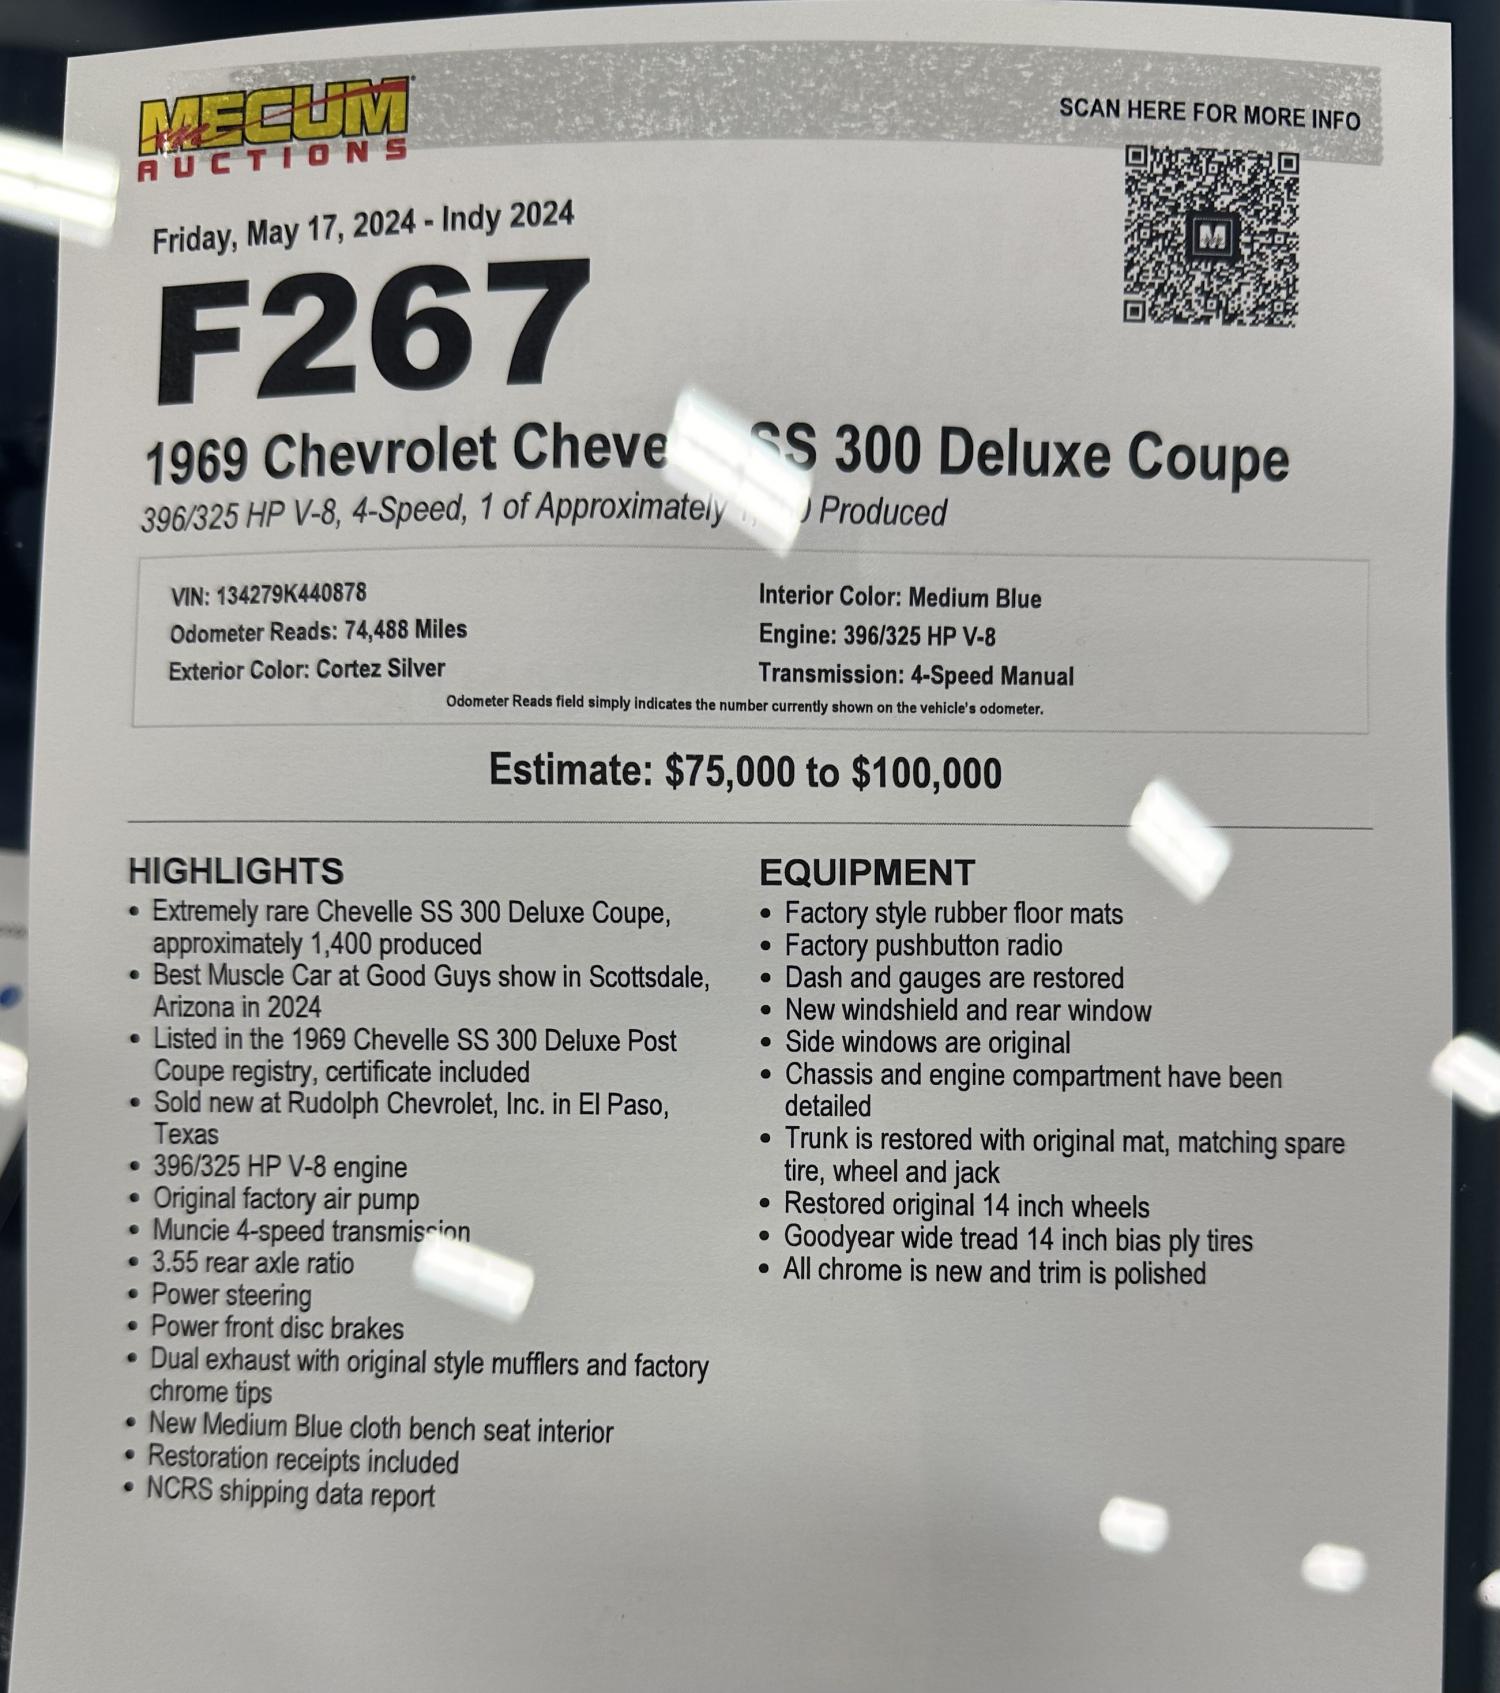 MECUM
AUCTIONS
SCAN HERE FOR MORE INFO
Friday, May 17, 2024 - Indy 2024
F267
1969 Chevrolet SS 300 Deluxe Coupe
396/325 HP V-8, 4-Speed, 1 of Approximately Produced
VIN: 134279K440878
Odometer Reads: 74,488 Miles
Exterior Color: Cortez Silver
Interior Color: Medium Blue
Engine: 396/325 HP V-8
Transmission: 4-Speed Manual
Odometer Reads field simply indicates the number currently shown on the vehicle's odometer.
Estimate: $75,000 to $100,000
HIGHLIGHTS
• Extremely rare Chevelle SS 300 Deluxe Coupe,
approximately 1,400 produced
• Best Muscle Car at Good Guys show in Scottsdale,
Arizona in 2024
• Listed in the 1969 Chevelle SS 300 Deluxe Post
Coupe registry, certificate included
• Sold new at Rudolph Chevrolet, Inc. in El Paso,
Texas
• 396/325 HP V-8 engine
• Original factory air pump
• Muncie 4-speed transmission
• 3.55 rear axle ratio
• Power steering
• Power front disc brakes
• Dual exhaust with original style mufflers and factory
chrome tips
• New Medium Blue cloth bench seat interior
• Restoration receipts included
• NCRS shipping data report
EQUIPMENT
• Factory style rubber floor mats
• Factory pushbutton radio
• Dash and gauges are restored
• New windshield and rear window
• Side windows are original
• Chassis and engine compartment have been
detailed
• Trunk is restored with original mat, matching spare
tire, wheel and jack
• Restored original 14 inch wheels
• Goodyear wide tread 14 inch bias ply tires
• All chrome is new and trim is polished